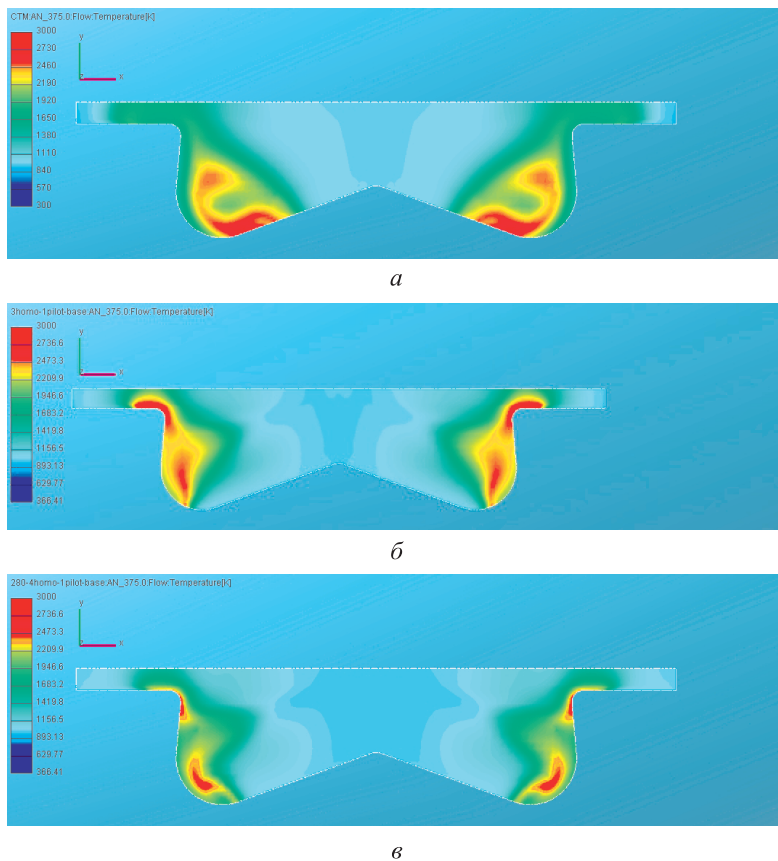 CTM:AN_375.0:Flow:Temperature[K]
3000
2730
2460
2190
1920
1650
1380
1110
840
570
300
y
z x
а
3homo-1pilot-base:AN_375.0:Flow:Temperature[K]
3000
2736.6
2473.3
2209.9
1946.6
1683.2
1419.8
1156.5
893.13
629.77
366.41
y
z x
б
280-4homo-1pilot-base:AN_375.0:Flow:Temperature[K]
3000
2736.6
2473.3
2209.9
1946.6
1683.2
1419.8
1156.5
893.13
629.77
366.41
y
z x
в